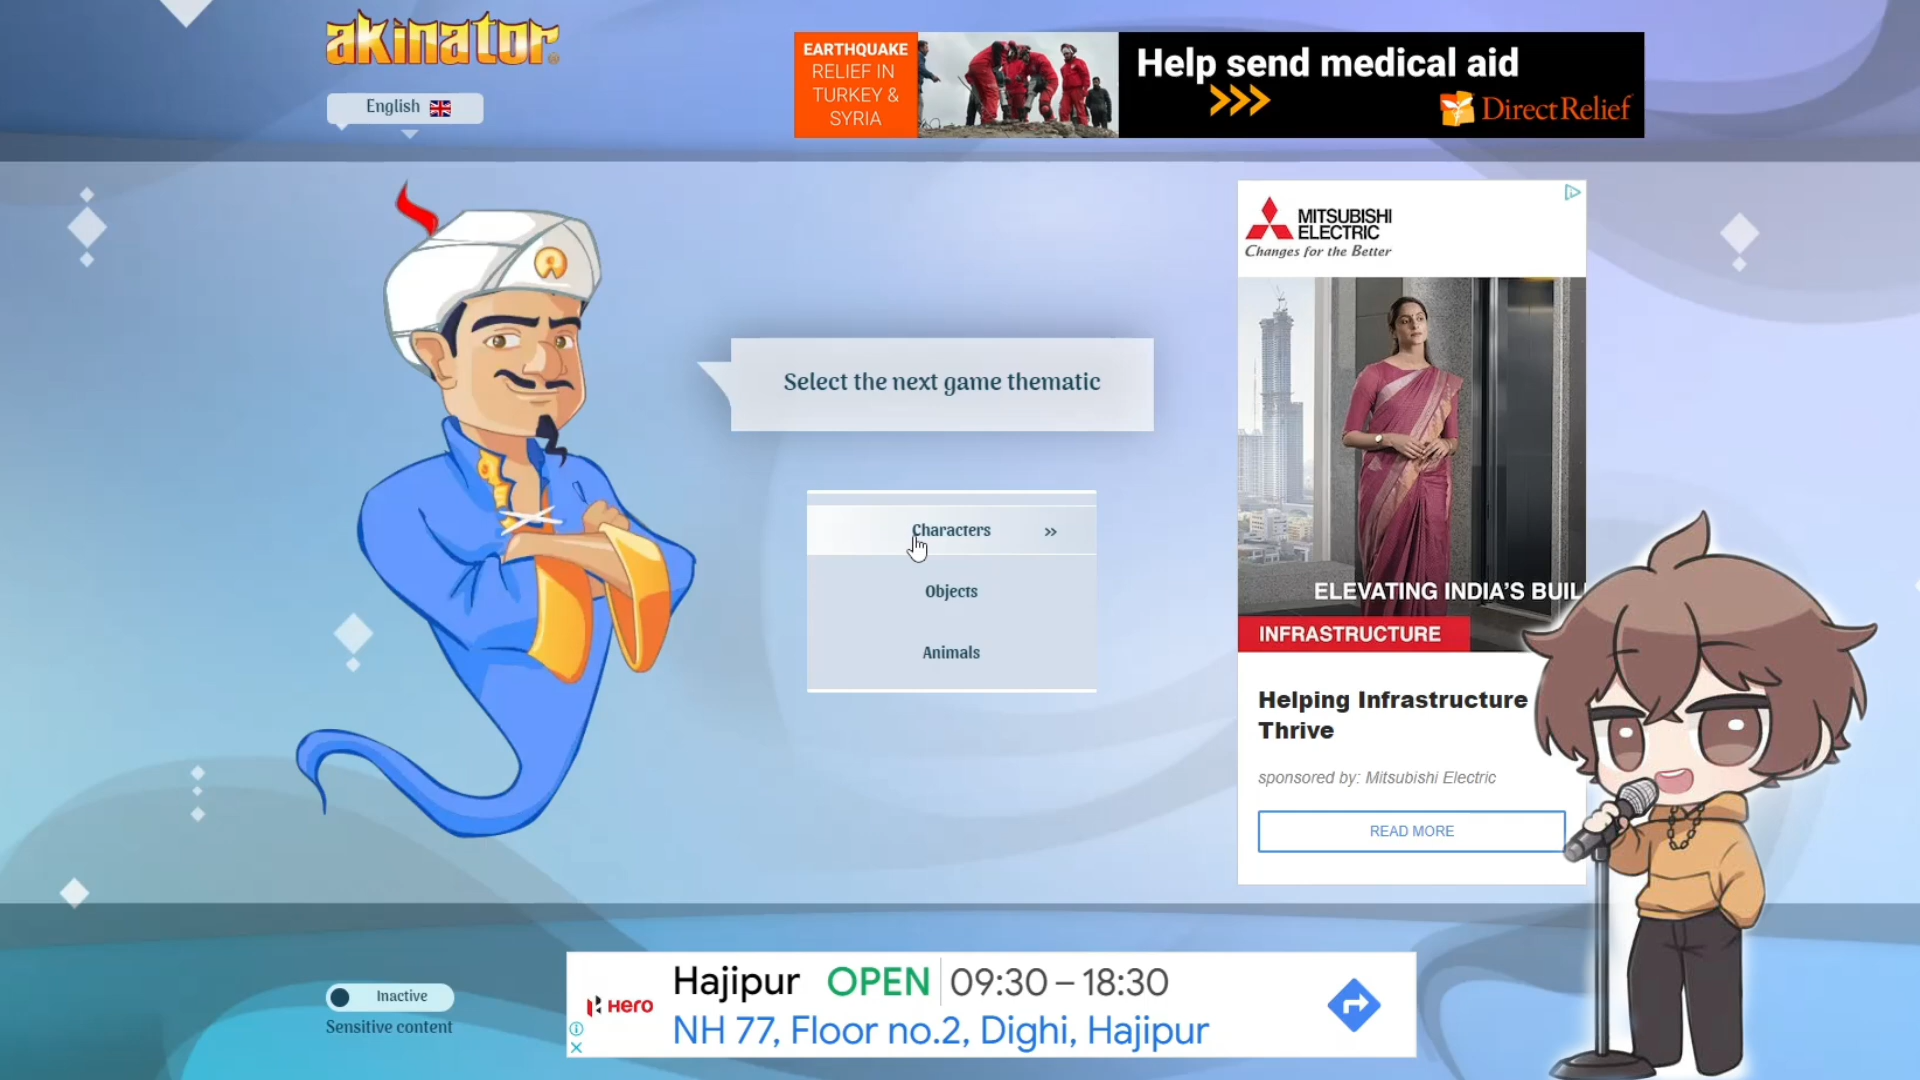 akinator
English
EARTHQUAKE
RELIEF IN
TURKEY &
SYRIA
Help send medical aid
>>>
DirectRelief
MITSUBISHI
ELECTRIC
Changes for the Better
Select the next game thematic
Characters »
Objects
Animals
ELEVATING INDIA'S BUIL
INFRASTRUCTURE
Helping Infrastructure
Thrive
sponsored by: Mitsubishi Electric
READ MORE
Inactive
Sensitive content
Hero
Hajipur OPEN 09:30 – 18:30
NH 77, Floor no.2, Dighi, Hajipur